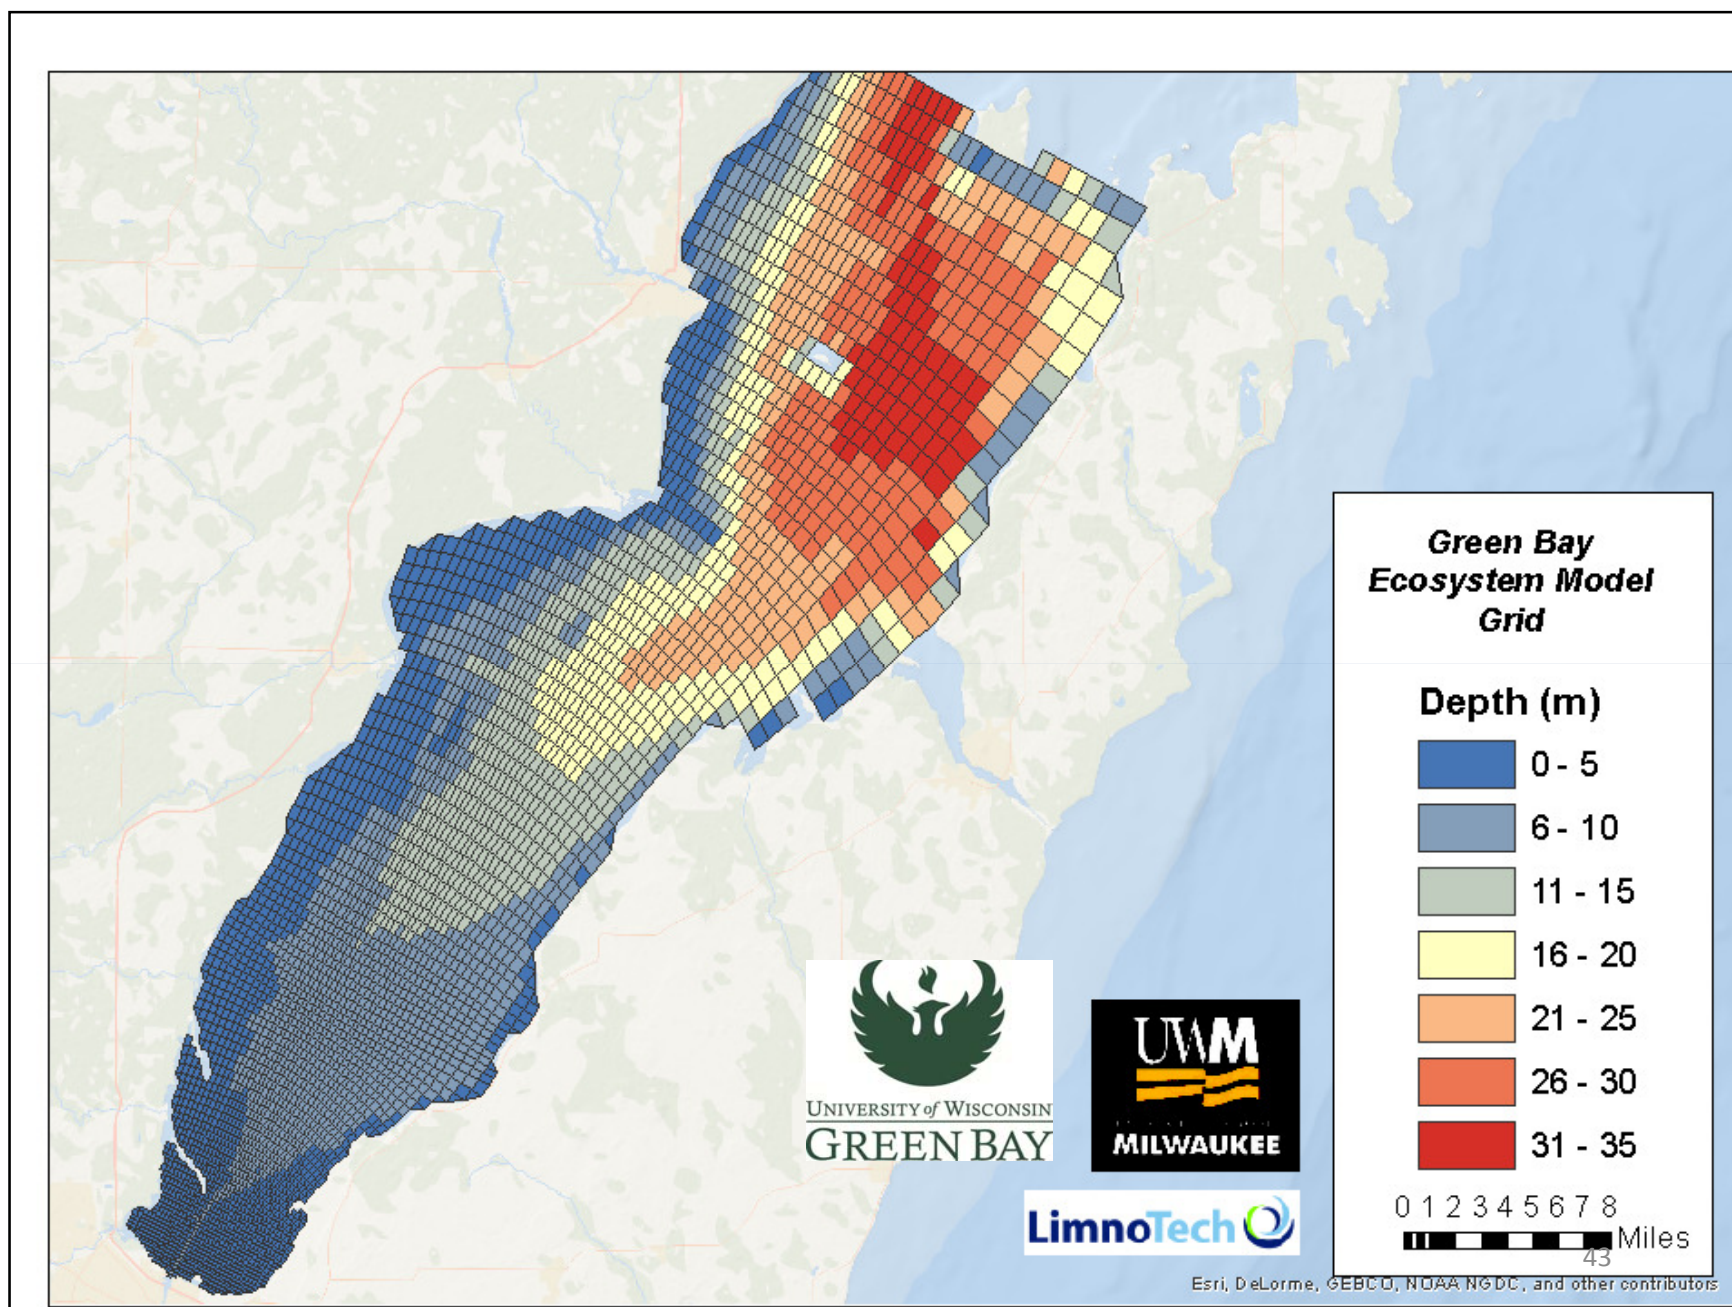 Green Bay
Ecosystem Model
Grid
Depth (m)
0 - 5
6 - 10
11 - 15
16 - 20
21 - 25
26 - 30
31 - 35
0 1 2 3 4 5 6 7 8
Miles
43
UNIVERSITY of WISCONSIN
GREEN BAY
UWM
MILWAUKEE
LimnoTech
Esri, DeLorme, GEBCO, NOAA NGDC, and other contributors